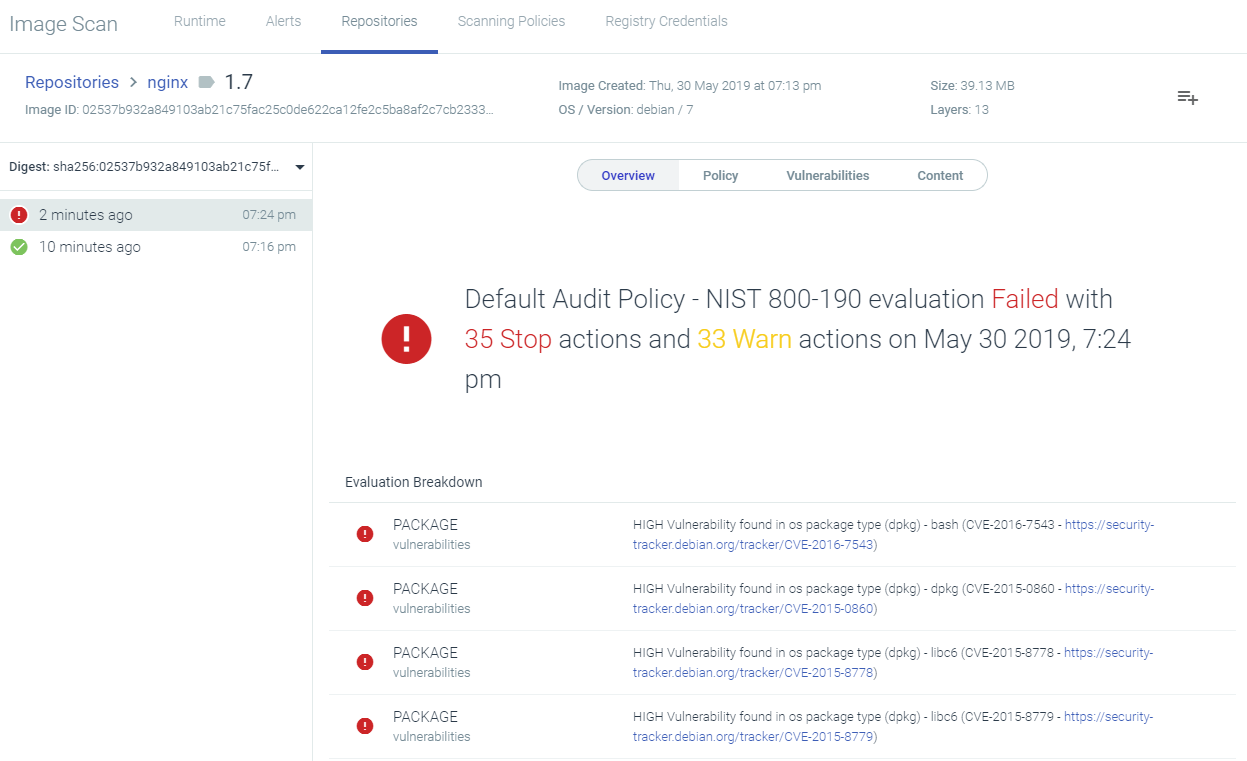 Image Scan
Runtime
Alerts
Repositories
Scanning Policies
Registry Credentials
Repositories > nginx 1.7
Image ID: 02537b932a849103ab21c75fac25c0de622ca12fe2c5ba8af2c7cb2333...
Image Created: Thu, 30 May 2019 at 07:13 pm
OS / Version: debian / 7
Size: 39.13 MB
Layers: 13
Digest: sha256:02537b932a849103ab21c75f...
2 minutes ago 07:24 pm
10 minutes ago 07:16 pm
Overview
Policy
Vulnerabilities
Content
Default Audit Policy - NIST 800-190 evaluation Failed with
35 Stop actions and 33 Warn actions on May 30 2019, 7:24
pm
Evaluation Breakdown
PACKAGE
vulnerabilities
HIGH Vulnerability found in os package type (dpkg) - bash (CVE-2016-7543 - https://security-
tracker.debian.org/tracker/CVE-2016-7543)
PACKAGE
vulnerabilities
HIGH Vulnerability found in os package type (dpkg) - dpkg (CVE-2015-0860 - https://security-
tracker.debian.org/tracker/CVE-2015-0860)
PACKAGE
vulnerabilities
HIGH Vulnerability found in os package type (dpkg) - libc6 (CVE-2015-8778 - https://security-
tracker.debian.org/tracker/CVE-2015-8778)
PACKAGE
vulnerabilities
HIGH Vulnerability found in os package type (dpkg) - libc6 (CVE-2015-8779 - https://security-
tracker.debian.org/tracker/CVE-2015-8779)